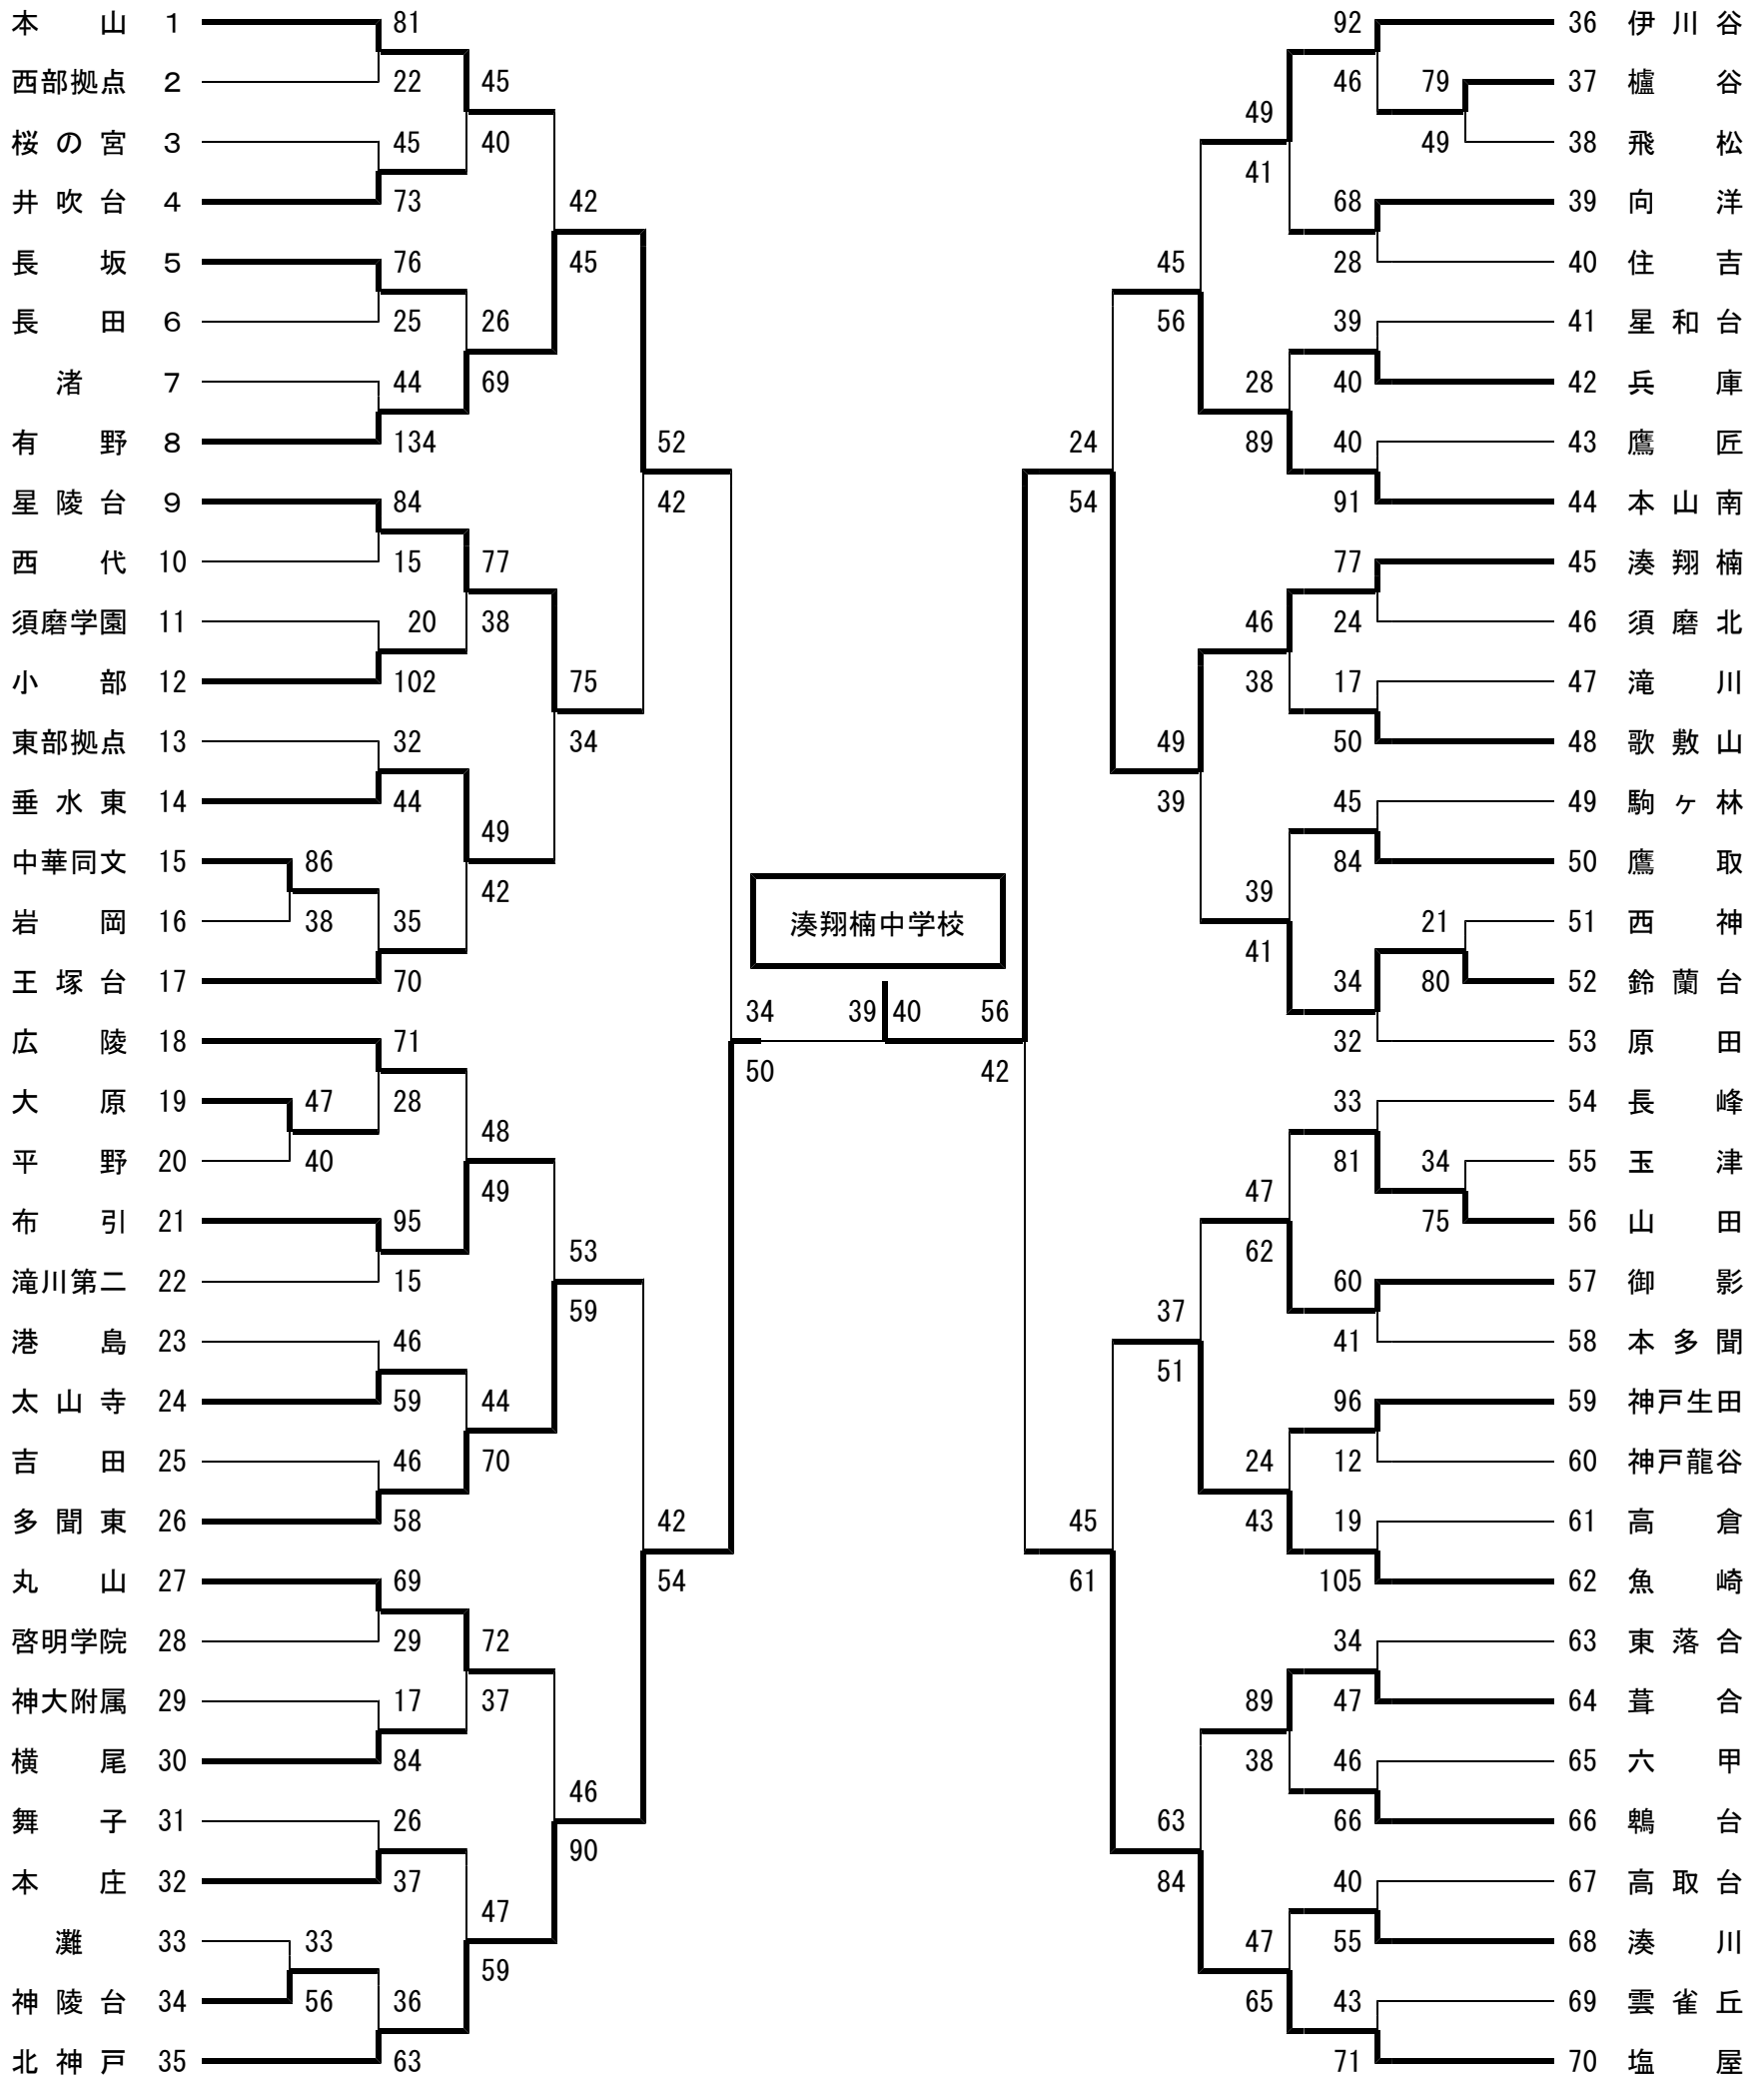 本山 1 81 92 36 伊川谷
西部拠点 2 22 45 46 79 37 櫨谷
桜の宮 3 45 40 49 49 38 飛松
井吹台 4 73 42 41 68 39 向洋
長坂 5 76 45 45 28 40 住吉
長田 6 25 26 56 39 41 星和台
渚 7 44 69 28 40 42 兵庫
有野 8 134 52 24 89 40 43 鷹匠
星陵台 9 84 42 54 91 44 本山南
西代 10 15 77 77 45 湊翔楠
須磨学園 11 20 38 46 24 46 須磨北
小部 12 102 75 38 17 47 滝川
東部拠点 13 32 34 49 50 48 歌敷山
垂水東 14 44 49 39 45 49 駒ヶ林
中華同文 15 86 42 39 84 50 鷹取
岩岡 16 38 35 湊翔楠中学校 41 21 51 西神
王塚台 17 70 34 39 40 56 34 80 52 鈴蘭台
広陵 18 71 50 42 32 53 原田
大原 19 47 28 33 54 長峰
平野 20 40 48 47 81 34 55 玉津
布引 21 95 49 62 75 56 山田
滝川第二 22 15 53 37 60 57 御影
港島 23 46 59 51 41 58 本多聞
太山寺 24 59 44 96 59 神戸生田
吉田 25 46 70 24 12 60 神戸龍谷
多聞東 26 58 42 45 43 19 61 高倉
丸山 27 69 54 61 105 62 魚崎
啓明学院 28 29 72 34 63 東落合
神大附属 29 17 37 89 47 64 葺合
横尾 30 84 46 38 46 65 六甲
舞子 31 26 90 63 66 66 鵯台
本庄 32 37 47 84 40 67 高取台
灘 33 33 59 47 55 68 湊川
神陵台 34 56 36 65 43 69 雲雀丘
北神戸 35 63 71 70 塩屋